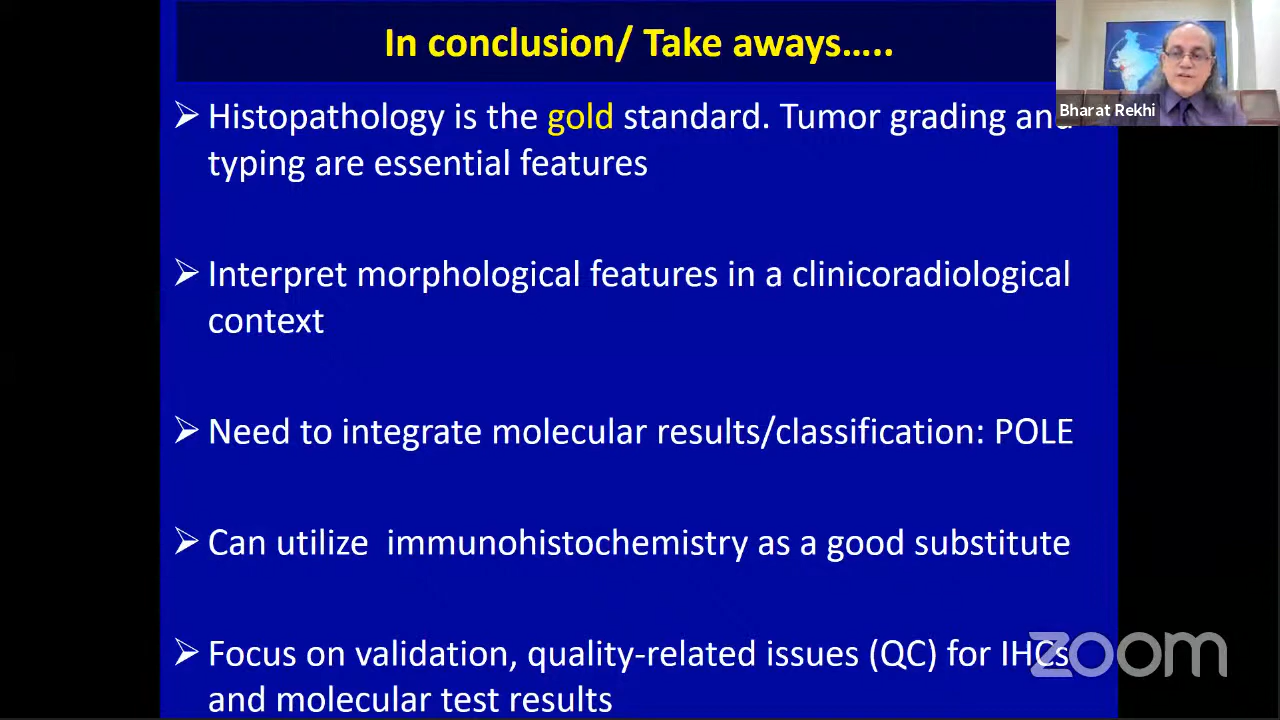 In conclusion/ Take aways.....
Bharat Rekhi
➢ Histopathology is the gold standard. Tumor grading and
typing are essential features
➢ Interpret morphological features in a clinicoradiological
context
➢ Need to integrate molecular results/classification: POLE
➢ Can utilize  immunohistochemistry as a good substitute
➢ Focus on validation, quality-related issues (QC) for IHCs
and molecular test results
zoom